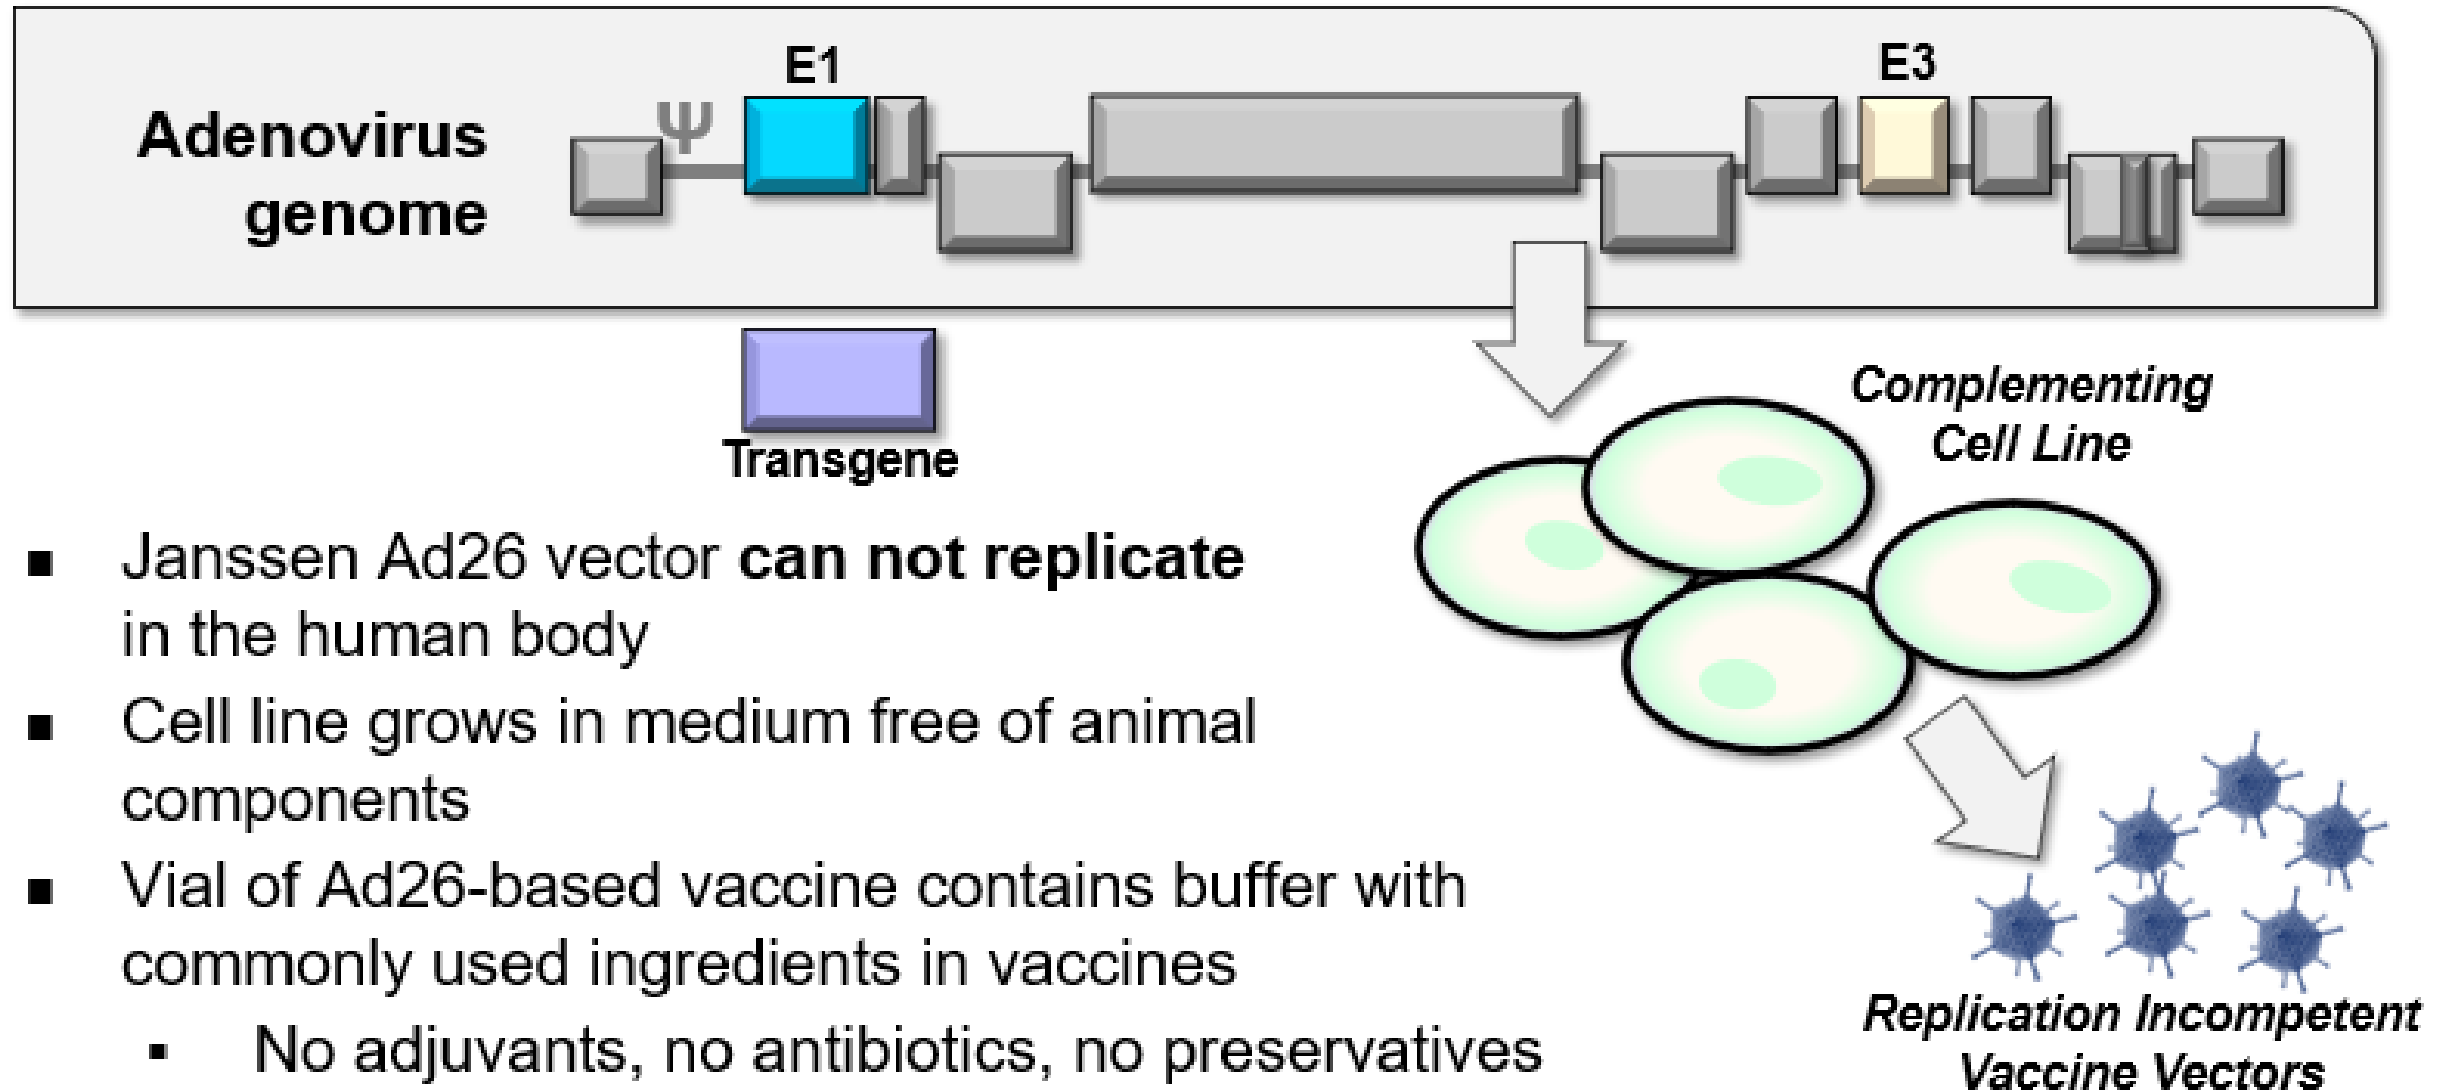 E1
E3
Ψ
Adenovirus
genome
Transgene
Complementing
Cell Line
▪ Janssen Ad26 vector can not replicate
in the human body
▪ Cell line grows in medium free of animal
components
▪ Vial of Ad26-based vaccine contains buffer with
commonly used ingredients in vaccines
▪ No adjuvants, no antibiotics, no preservatives
Replication Incompetent
Vaccine Vectors